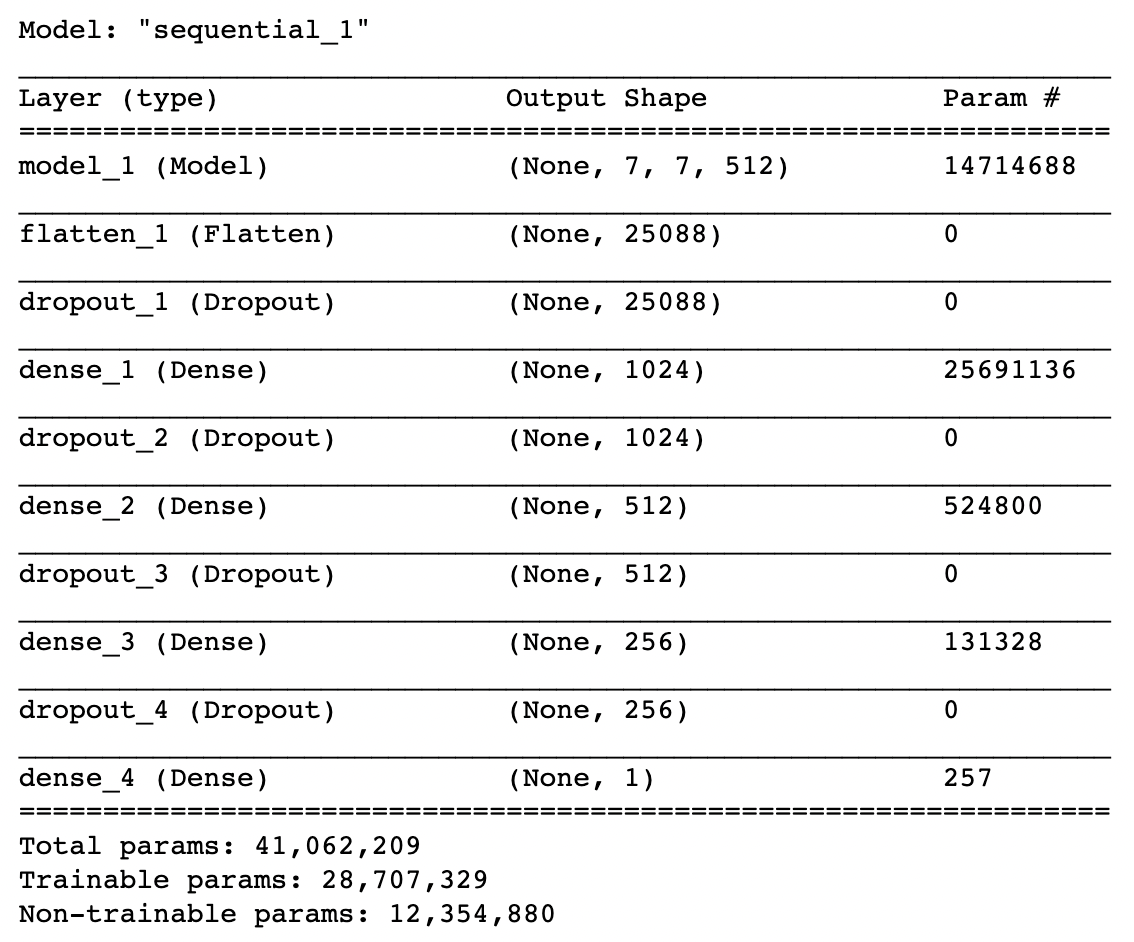 Model: "sequential_1"
Layer (type) Output Shape Param #
=================================================================
model_1 (Model) (None, 7, 7, 512) 14714688
flatten_1 (Flatten) (None, 25088) 0
dropout_1 (Dropout) (None, 25088) 0
dense_1 (Dense) (None, 1024) 25691136
dropout_2 (Dropout) (None, 1024) 0
dense_2 (Dense) (None, 512) 524800
dropout_3 (Dropout) (None, 512) 0
dense_3 (Dense) (None, 256) 131328
dropout_4 (Dropout) (None, 256) 0
dense_4 (Dense) (None, 1) 257
=================================================================
Total params: 41,062,209
Trainable params: 28,707,329
Non-trainable params: 12,354,880